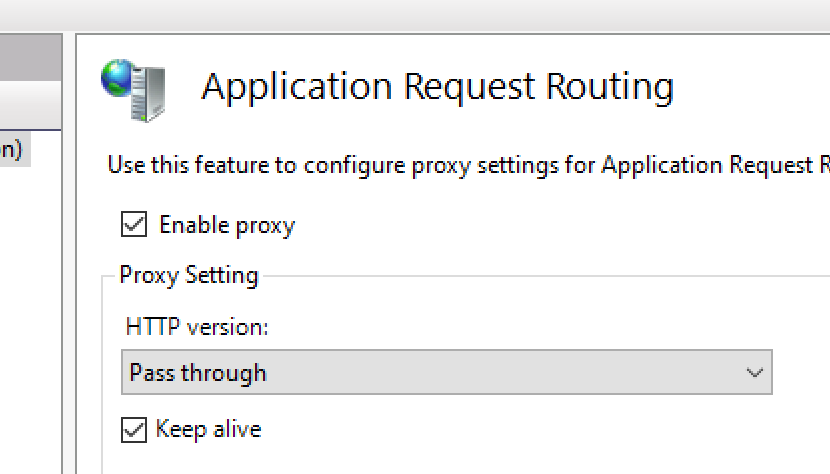 Application Request Routing
n)
Use this feature to configure proxy settings for Application Request R
Enable proxy
Proxy Setting
HTTP version:
Pass through
Keep alive